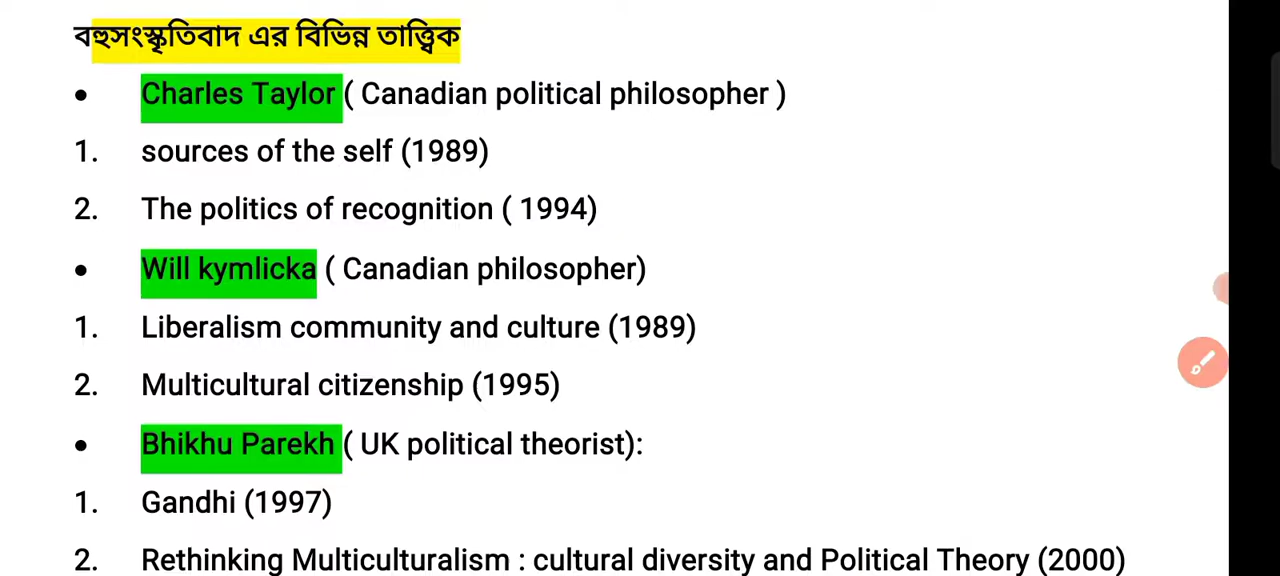 বহুসংস্কৃতিবাদ এর বিভিন্ন তাত্ত্বিক
• Charles Taylor ( Canadian political philosopher )
1. sources of the self (1989)
2. The politics of recognition ( 1994)
• Will kymlicka ( Canadian philosopher)
1. Liberalism community and culture (1989)
2. Multicultural citizenship (1995)
• Bhikhu Parekh ( UK political theorist):
1. Gandhi (1997)
2. Rethinking Multiculturalism : cultural diversity and Political Theory (2000)